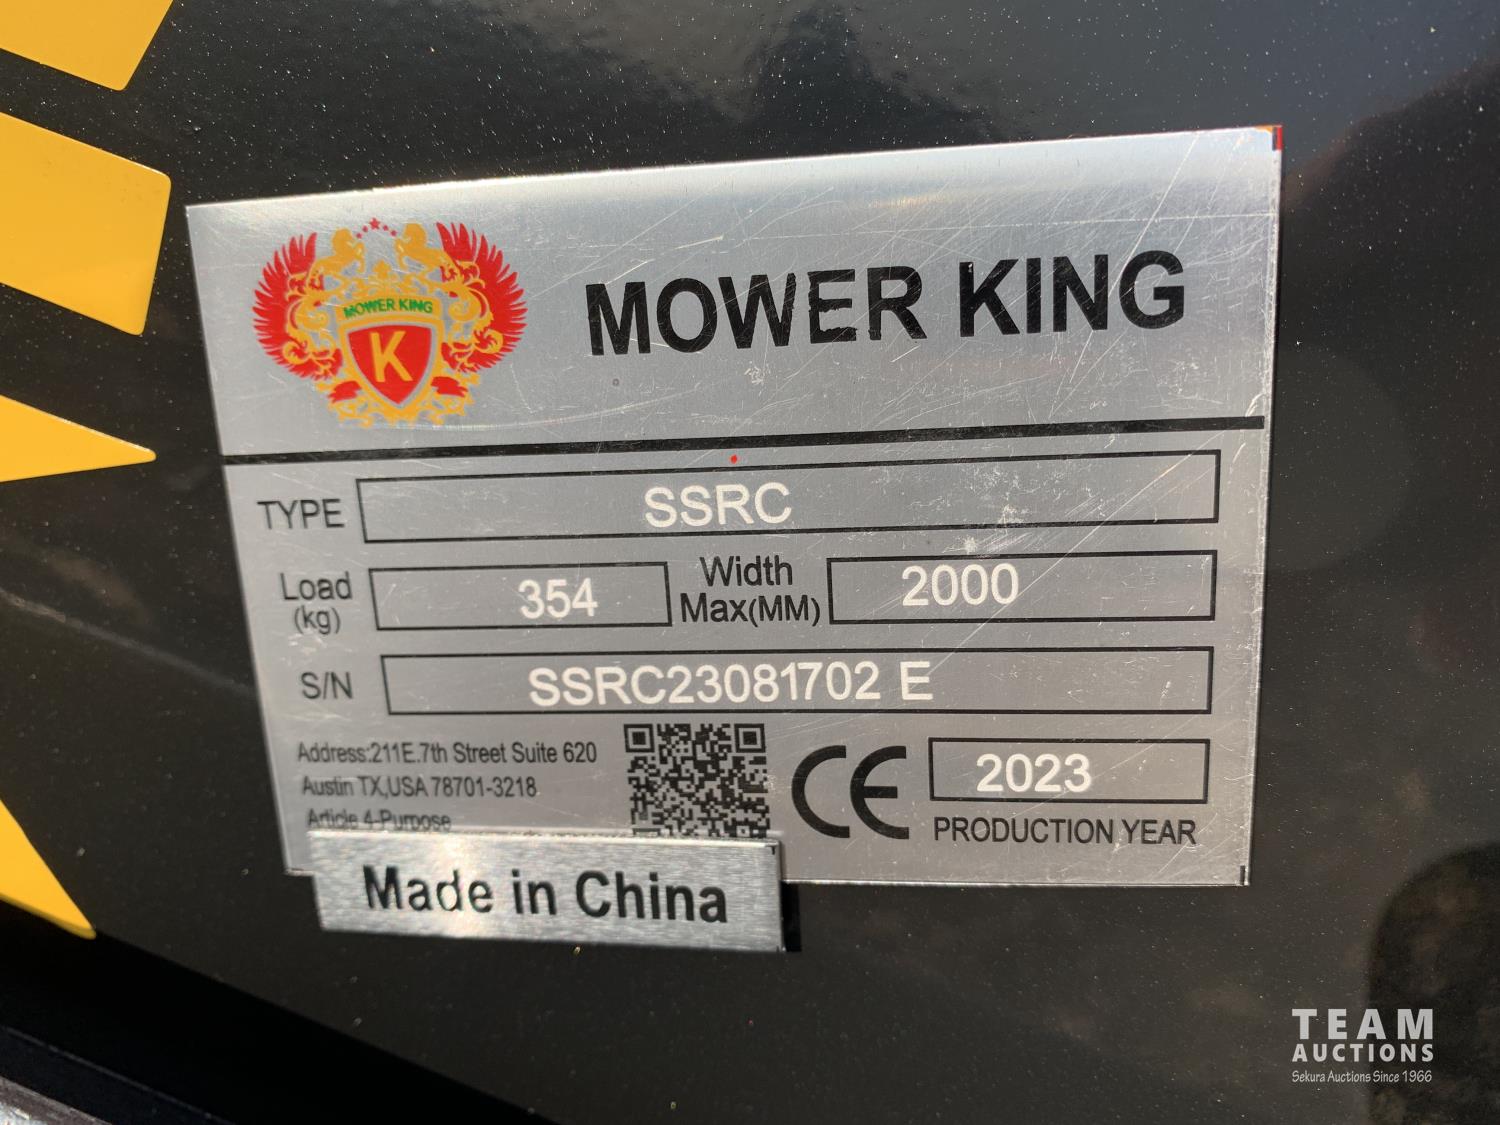 MOWER KING
K
MOWER KING
TYPE SSRC
Load (kg) 354 Width Max(MM) 2000
S/N SSRC23081702 E
Address:211E.7th Street Suite 620
Austin TX,USA 78701-3218
Article 4-Purpose
CE
2023
PRODUCTION YEAR
Made in China
TEAM
AUCTIONS
Sekura Auctions Since 1966